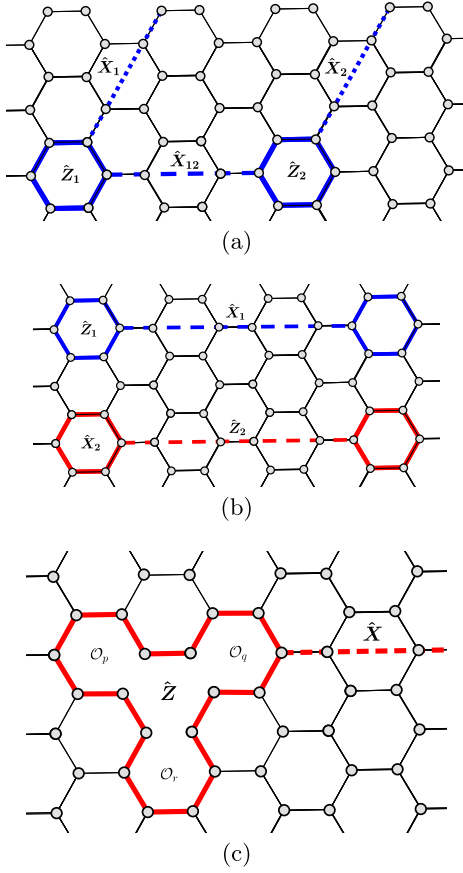 X̂₁ X̂₂
X̂₁₂
Ẑ₁ Ẑ₂
(a)
X̂₁
Ẑ₁
Ẑ₂
X̂₂
(b)
X̂
𝒪ₚ 𝒪_q
Ẑ
𝒪ᵣ
(c)